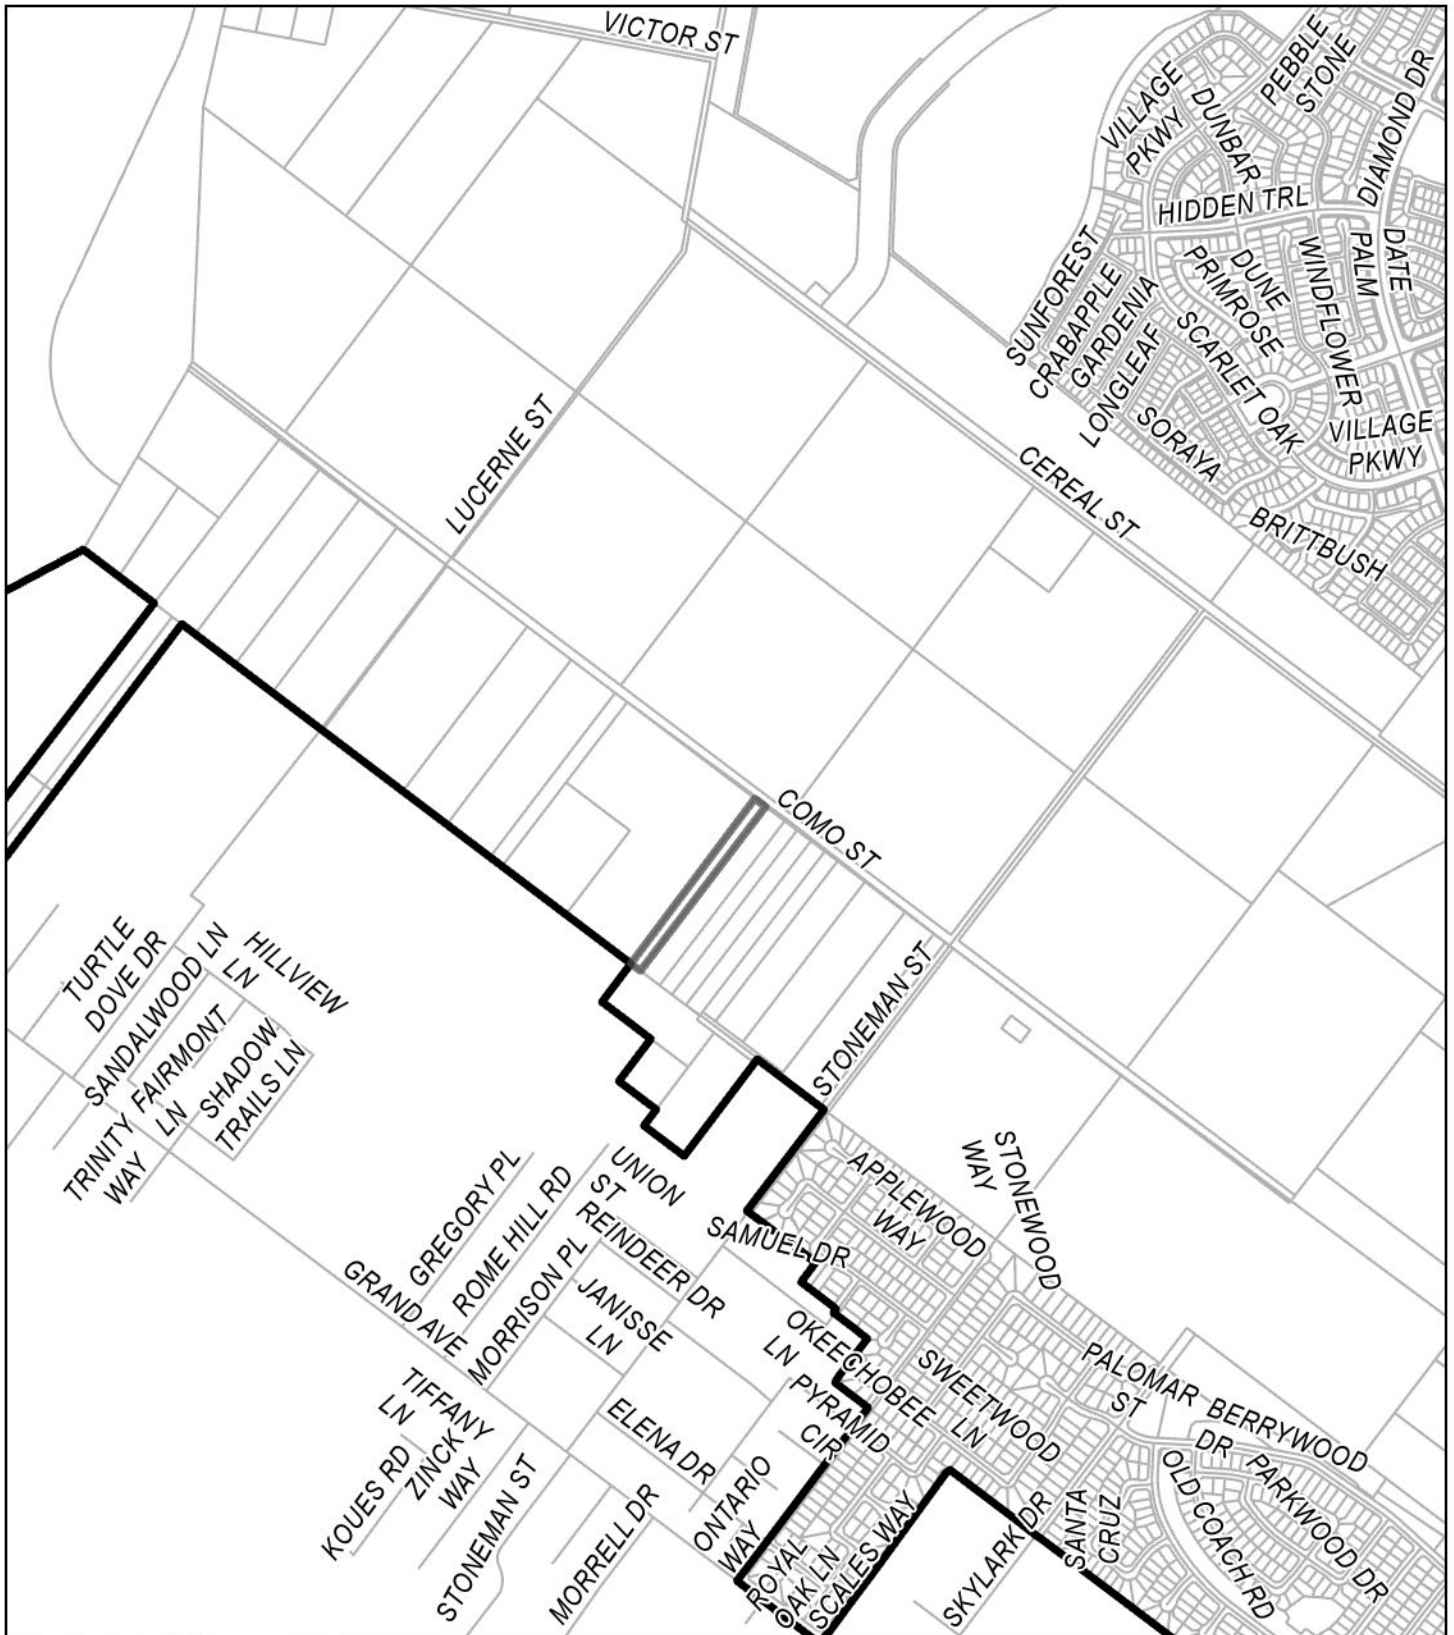 VICTOR ST
PEBBLE
STONE
VILLAGE
PKWY
DUNBAR
DIAMOND DR
HIDDEN TRL
SUNFOREST
CRABAPPLE
GARDENIA
LONGLEAF
PRIMROSE
DUNE
WINDFLOWER
PALM
DATE
SCARLET OAK
SORAYA
VILLAGE
PKWY
LUCERNE ST
CEREAL ST
BRITTBUSH
COMO ST
STONEMAN ST
TURTLE
DOVE DR
SANDALWOOD LN
HILLVIEW
LN
TRINITY
WAY
FAIRMONT
LN
SHADOW
TRAILS LN
GREGORY PL
ROME HILL RD
UNION
ST
REINDEER DR
MORRISON PL
JANISSE
LN
GRAND AVE
SAMUEL DR
APPLEWOOD
WAY
STONEWOOD
WAY
OKEECHOBEE
LN
PYRAMID
CIR
SWEETWOOD
LN
PALOMAR
ST
BERRYWOOD
DR
TIFFANY
LN
ZINCK
WAY
KOUES RD
ELENA DR
STONEMAN ST
MORRELL DR
ONTARIO
WAY
ROYAL
OAK LN
SCALES WAY
SKYLARK DR
SANTA
CRUZ
OLD COACH RD
PARKWOOD DR